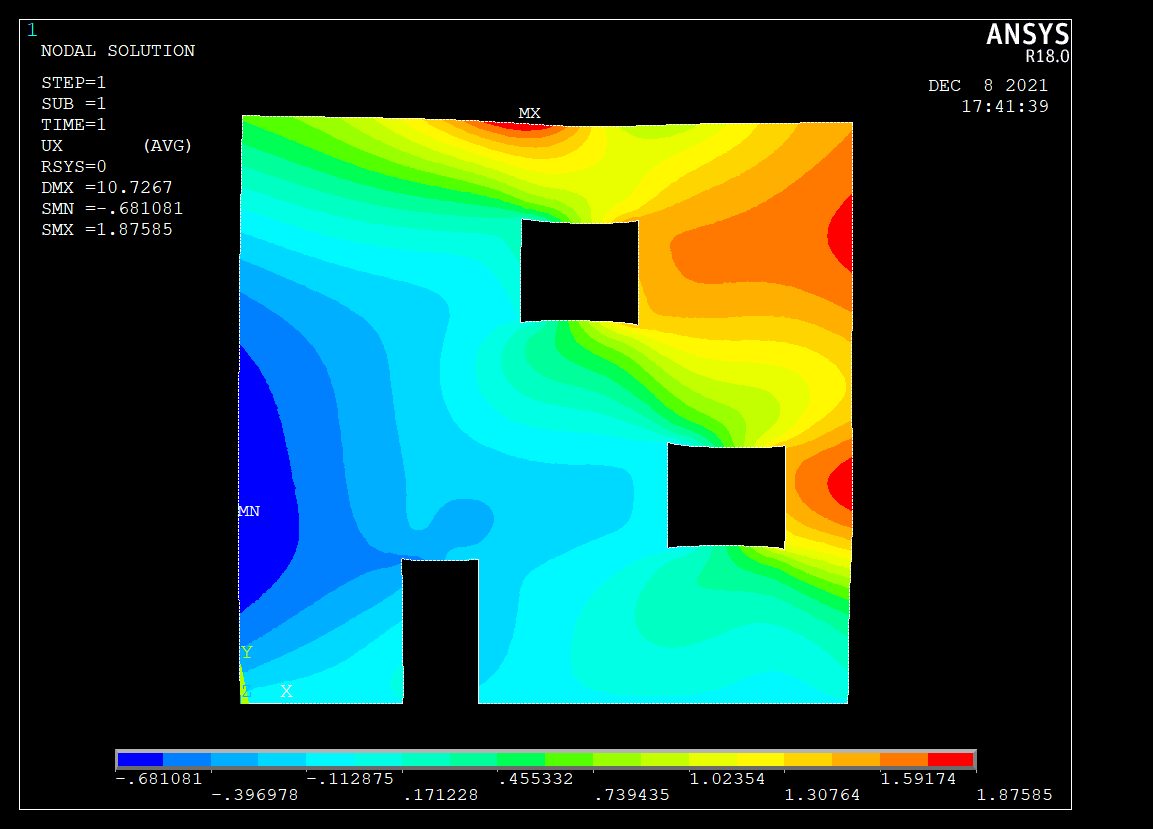 1
ANSYS
R18.0
NODAL SOLUTION
DEC  8 2021
17:41:39
STEP=1
SUB =1
TIME=1
UX       (AVG)
RSYS=0
DMX =10.7267
SMN =-.681081
SMX =1.87585
MX
MN
Y
Z X
-.681081 -.112875 .455332 1.02354 1.59174
-.396978 .171228 .739435 1.30764 1.87585